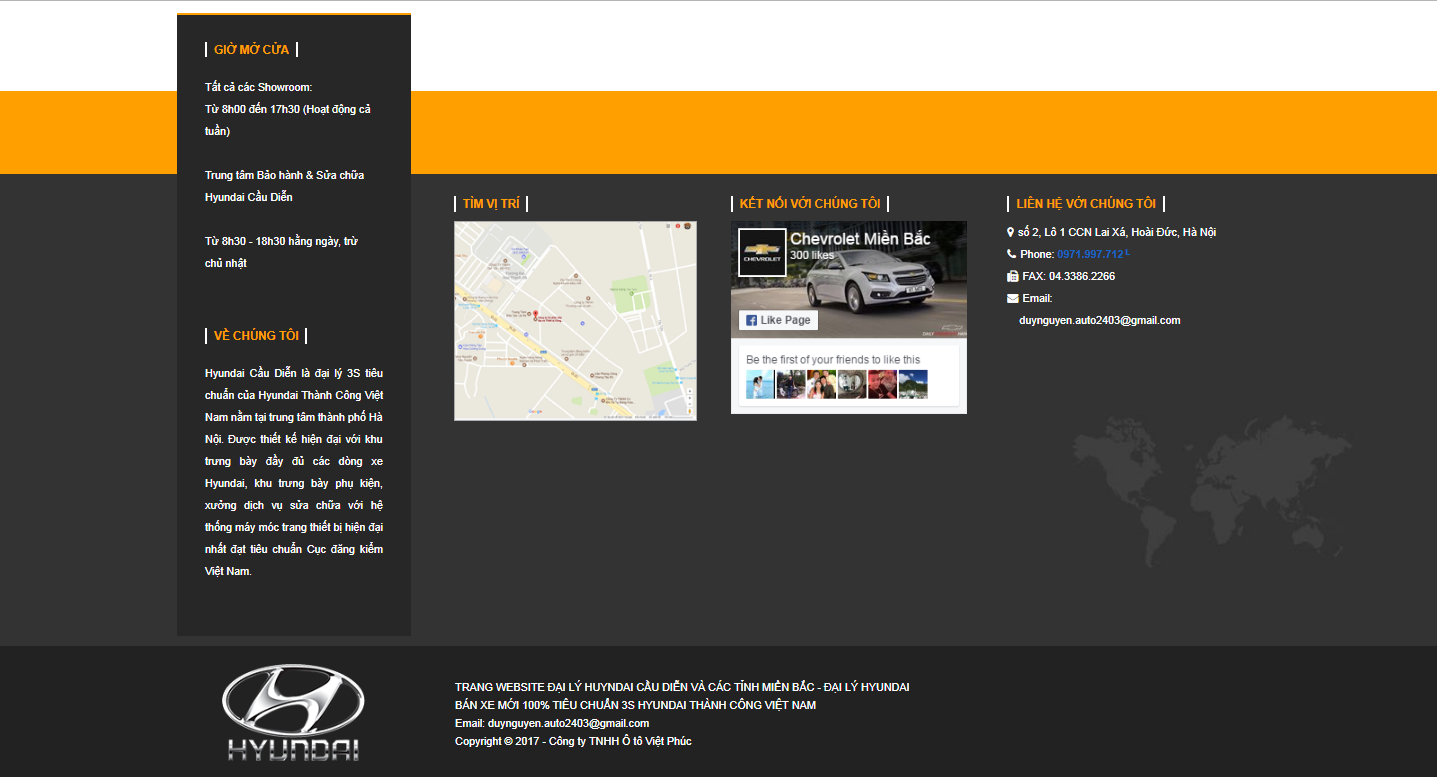 GIỜ MỞ CỬA
Tất cả các Showroom:
Từ 8h00 đến 17h30 (Hoạt động cả
tuần)
Trung tâm Bảo hành & Sửa chữa
Hyundai Cầu Diễn
Từ 8h30 - 18h30 hằng ngày, trừ
chủ nhật
VỀ CHÚNG TÔI
Hyundai Cầu Diễn là đại lý 3S tiêu
chuẩn của Hyundai Thành Công Việt
Nam nằm tại trung tâm thành phố Hà
Nội. Được thiết kế hiện đại với khu
trưng bày đầy đủ các dòng xe
Hyundai, khu trưng bày phụ kiện,
xưởng dịch vụ sửa chữa với hệ
thống máy móc trang thiết bị hiện đại
nhất đạt tiêu chuẩn Cục đăng kiểm
Việt Nam.
TÌM VỊ TRÍ
KẾT NỐI VỚI CHÚNG TÔI
CHEVROLET
Chevrolet Miền Bắc
300 likes
Like Page
Be the first of your friends to like this
LIÊN HỆ VỚI CHÚNG TÔI
số 2, Lô 1 CCN Lai Xá, Hoài Đức, Hà Nội
Phone: 0971.997.712
FAX: 04.3386.2266
Email:
duynguyen.auto2403@gmail.com
HYUNDAI
TRANG WEBSITE ĐẠI LÝ HUYNDAI CẦU DIỄN VÀ CÁC TỈNH MIỀN BẮC - ĐẠI LÝ HYUNDAI
BÁN XE MỚI 100% TIÊU CHUẨN 3S HYUNDAI THÀNH CÔNG VIỆT NAM
Email: duynguyen.auto2403@gmail.com
Copyright © 2017 - Công ty TNHH Ô tô Việt Phúc